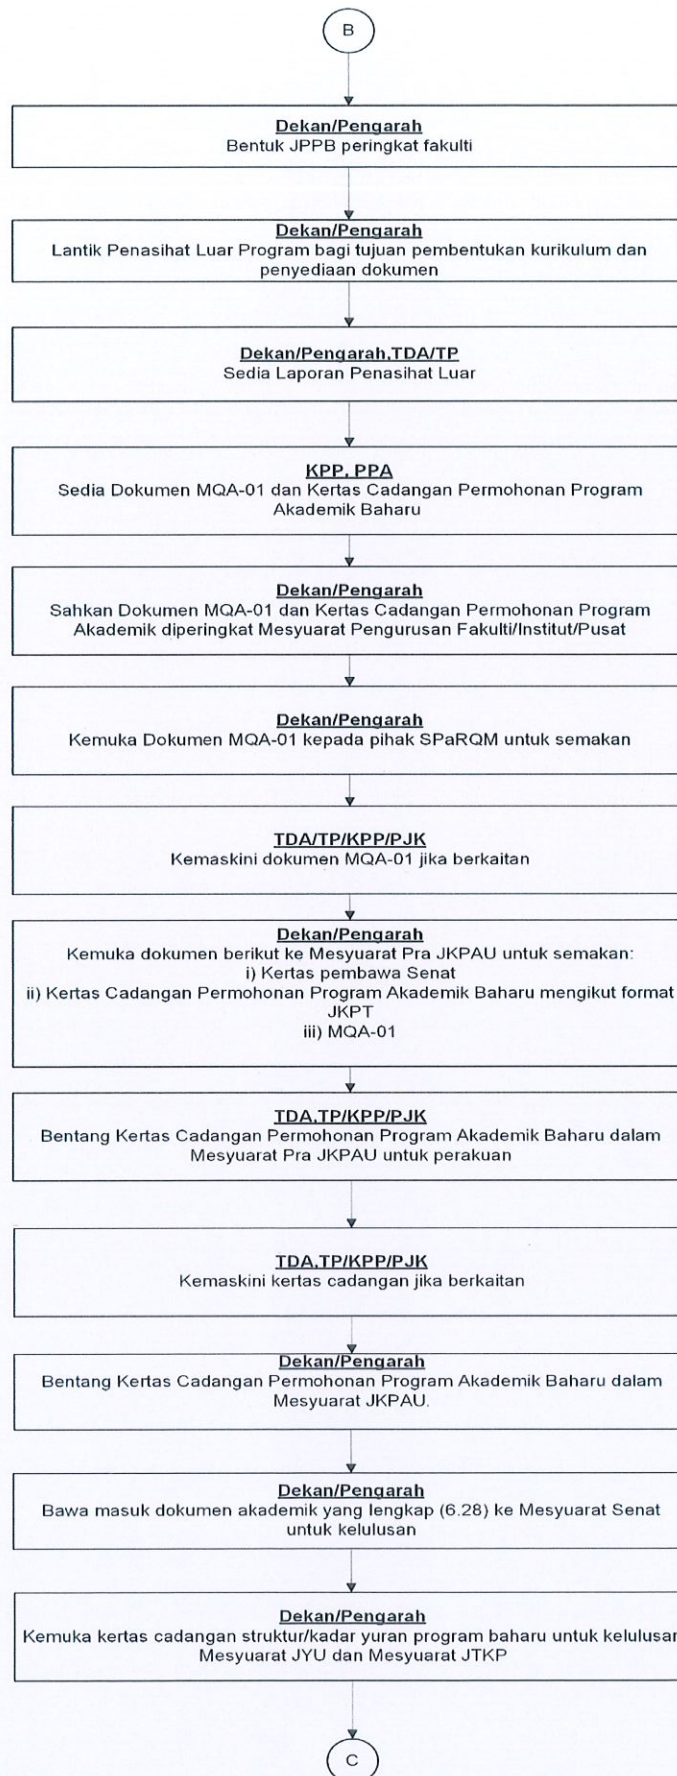 B
Dekan/Pengarah
Bentuk JPPB peringkat fakulti
Dekan/Pengarah
Lantik Penasihat Luar Program bagi tujuan pembentukan kurikulum dan
penyediaan dokumen
Dekan/Pengarah,TDA/TP
Sedia Laporan Penasihat Luar
KPP, PPA
Sedia Dokumen MQA-01 dan Kertas Cadangan Permohonan Program
Akademik Baharu
Dekan/Pengarah
Sahkan Dokumen MQA-01 dan Kertas Cadangan Permohonan Program
Akademik diperingkat Mesyuarat Pengurusan Fakulti/Institut/Pusat
Dekan/Pengarah
Kemuka Dokumen MQA-01 kepada pihak SPaRQM untuk semakan
TDA/TP/KPP/PJK
Kemaskini dokumen MQA-01 jika berkaitan
Dekan/Pengarah
Kemuka dokumen berikut ke Mesyuarat Pra JKPAU untuk semakan:
i) Kertas pembawa Senat
ii) Kertas Cadangan Permohonan Program Akademik Baharu mengikut format
JKPT
iii) MQA-01
TDA,TP/KPP/PJK
Bentang Kertas Cadangan Permohonan Program Akademik Baharu dalam
Mesyuarat Pra JKPAU untuk perakuan
TDA,TP/KPP/PJK
Kemaskini kertas cadangan jika berkaitan
Dekan/Pengarah
Bentang Kertas Cadangan Permohonan Program Akademik Baharu dalam
Mesyuarat JKPAU.
Dekan/Pengarah
Bawa masuk dokumen akademik yang lengkap (6.28) ke Mesyuarat Senat
untuk kelulusan
Dekan/Pengarah
Kemuka kertas cadangan struktur/kadar yuran program baharu untuk kelulusan
Mesyuarat JYU dan Mesyuarat JTKP
C